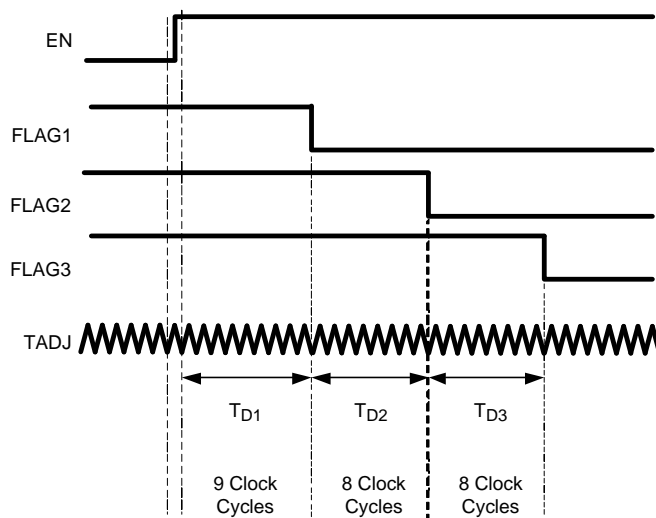 EN
FLAG1
FLAG2
FLAG3
TADJ
TD1 TD2 TD3
9 Clock 8 Clock 8 Clock
Cycles Cycles Cycles